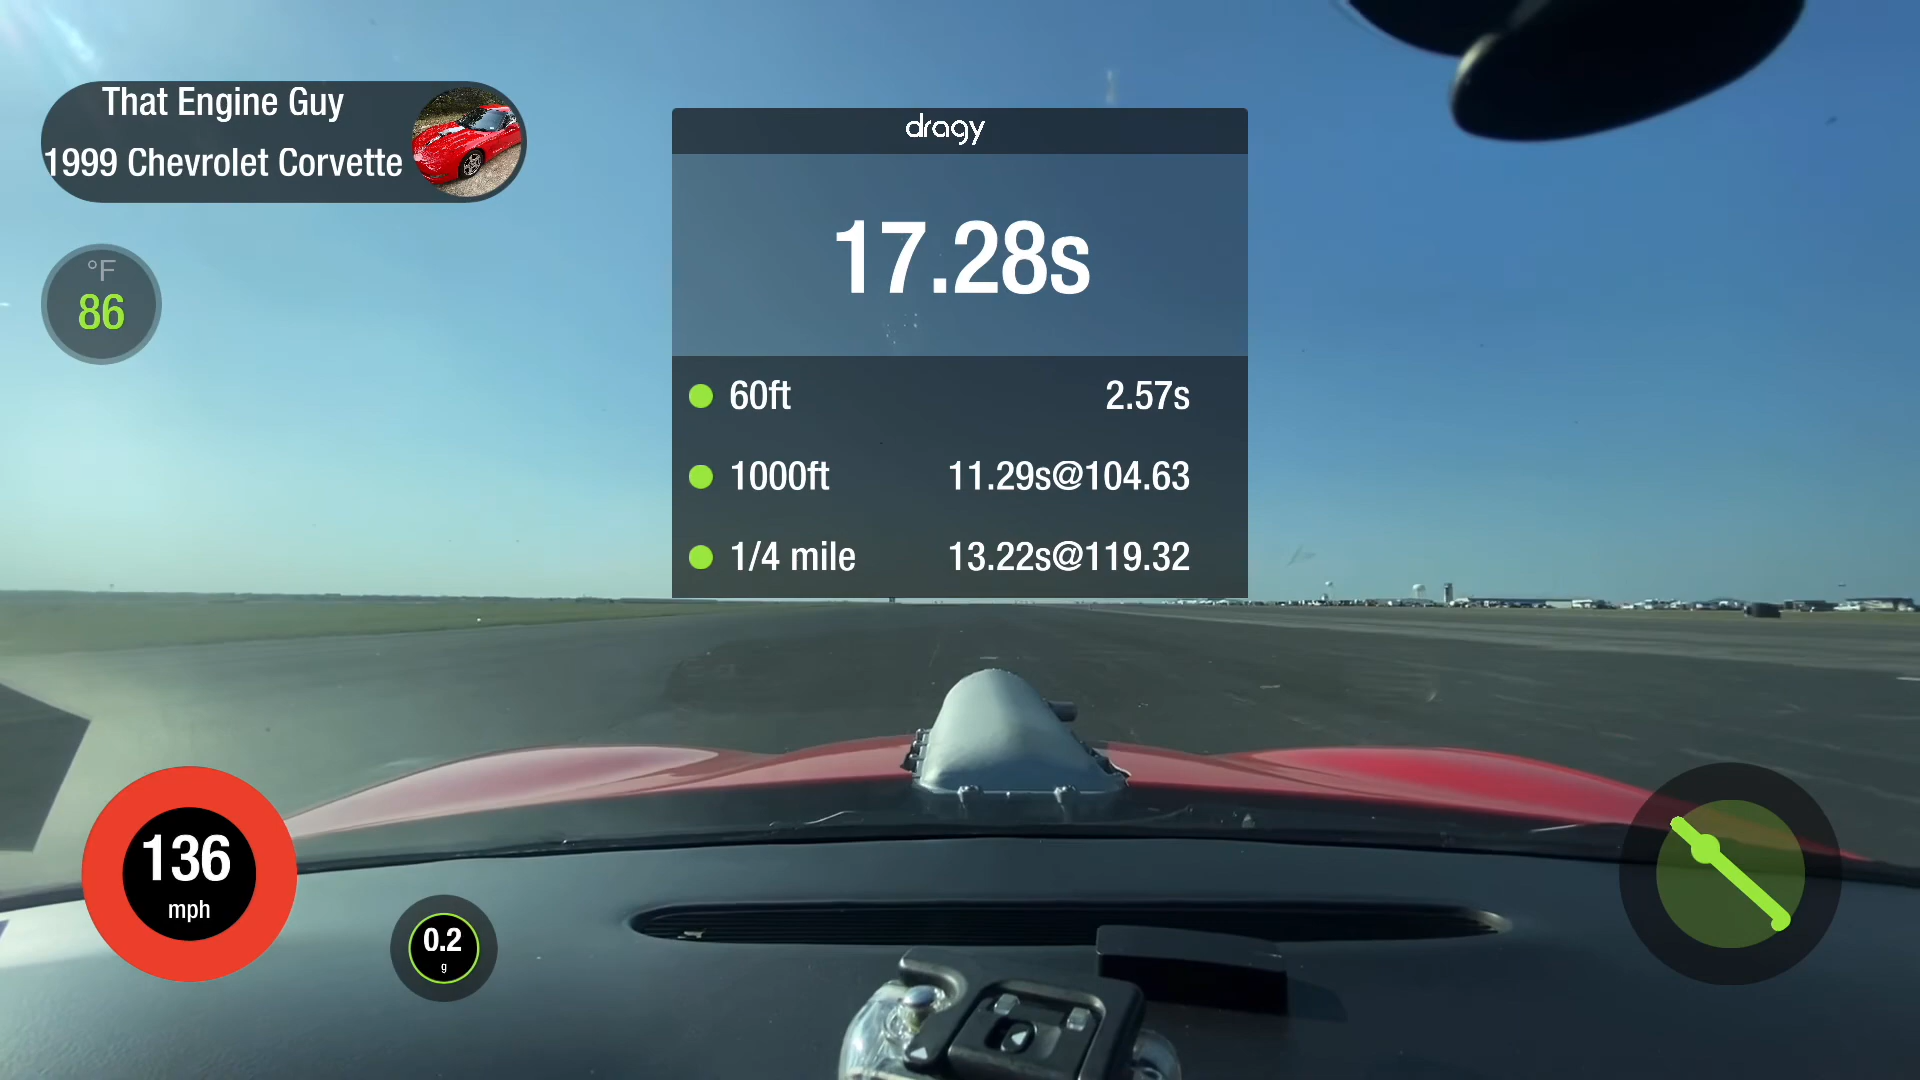 That Engine Guy
1999 Chevrolet Corvette
°F
86
dragy
17.28s
60ft 2.57s
1000ft 11.29s@104.63
1/4 mile 13.22s@119.32
136
mph
0.2
g